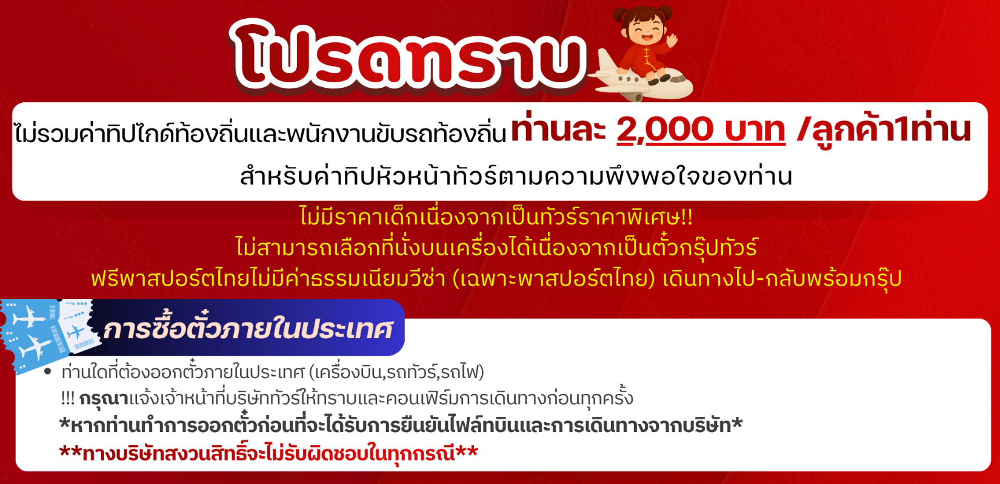 โปรดทราบ
ไม่รวมค่าทิปไกด์ท้องถิ่นและพนักงานขับรถท้องถิ่น ท่านละ 2,000 บาท /ลูกค้า1ท่าน
สำหรับค่าทิปหัวหน้าทัวร์ตามความพึงพอใจของท่าน
ไม่มีราคาเด็กเนื่องจากเป็นทัวร์ราคาพิเศษ!!
ไม่สามารถเลือกที่นั่งบนเครื่องได้เนื่องจากเป็นตั๋วกรุ๊ปทัวร์
ฟรีพาสปอร์ตไทยไม่มีค่าธรรมเนียมวีซ่า (เฉพาะพาสปอร์ตไทย) เดินทางไป-กลับพร้อมกรุ๊ป
การซื้อตั๋วภายในประเทศ
• ท่านใดที่ต้องออกตั๋วภายในประเทศ (เครื่องบิน,รถทัวร์,รถไฟ)
!!! กรุณาแจ้งเจ้าหน้าที่บริษัททัวร์ให้ทราบและคอนเฟิร์มการเดินทางก่อนทุกครั้ง
*หากท่านทำการออกตั๋วก่อนที่จะได้รับการยืนยันไฟล์ทบินและการเดินทางจากบริษัท*
**ทางบริษัทสงวนสิทธิ์จะไม่รับผิดชอบในทุกกรณี**